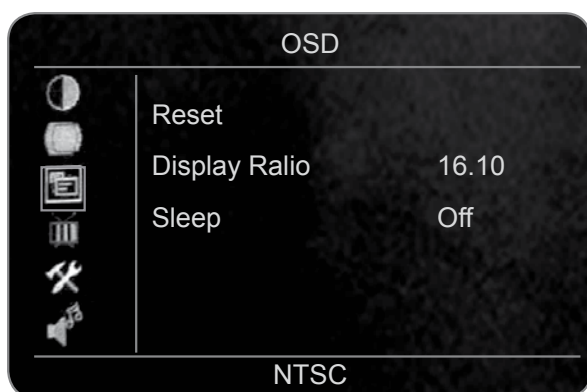 OSD
Reset
Display Ralio 16.10
Sleep Off
NTSC